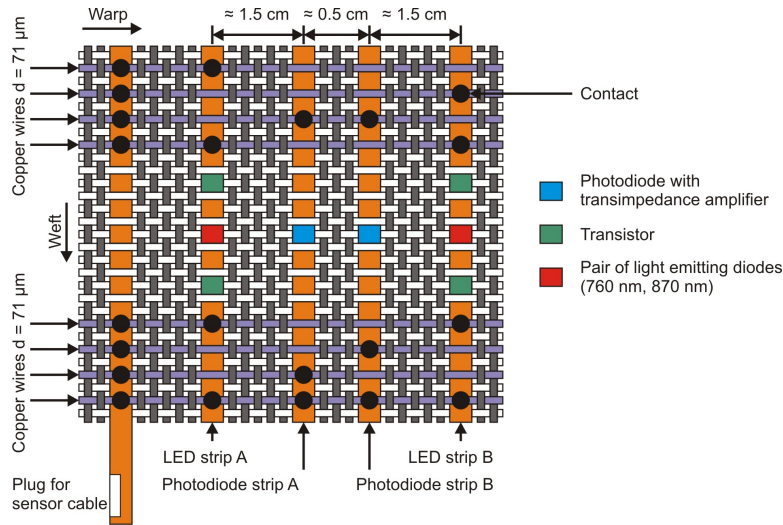 Warp
≈ 1.5 cm
≈ 0.5 cm
≈ 1.5 cm
Copper wires d = 71 µm
Contact
Weft
Photodiode with
transimpedance amplifier
Transistor
Pair of light emitting diodes
(760 nm, 870 nm)
Copper wires d = 71 µm
LED strip A
LED strip B
Photodiode strip A
Photodiode strip B
Plug for
sensor cable